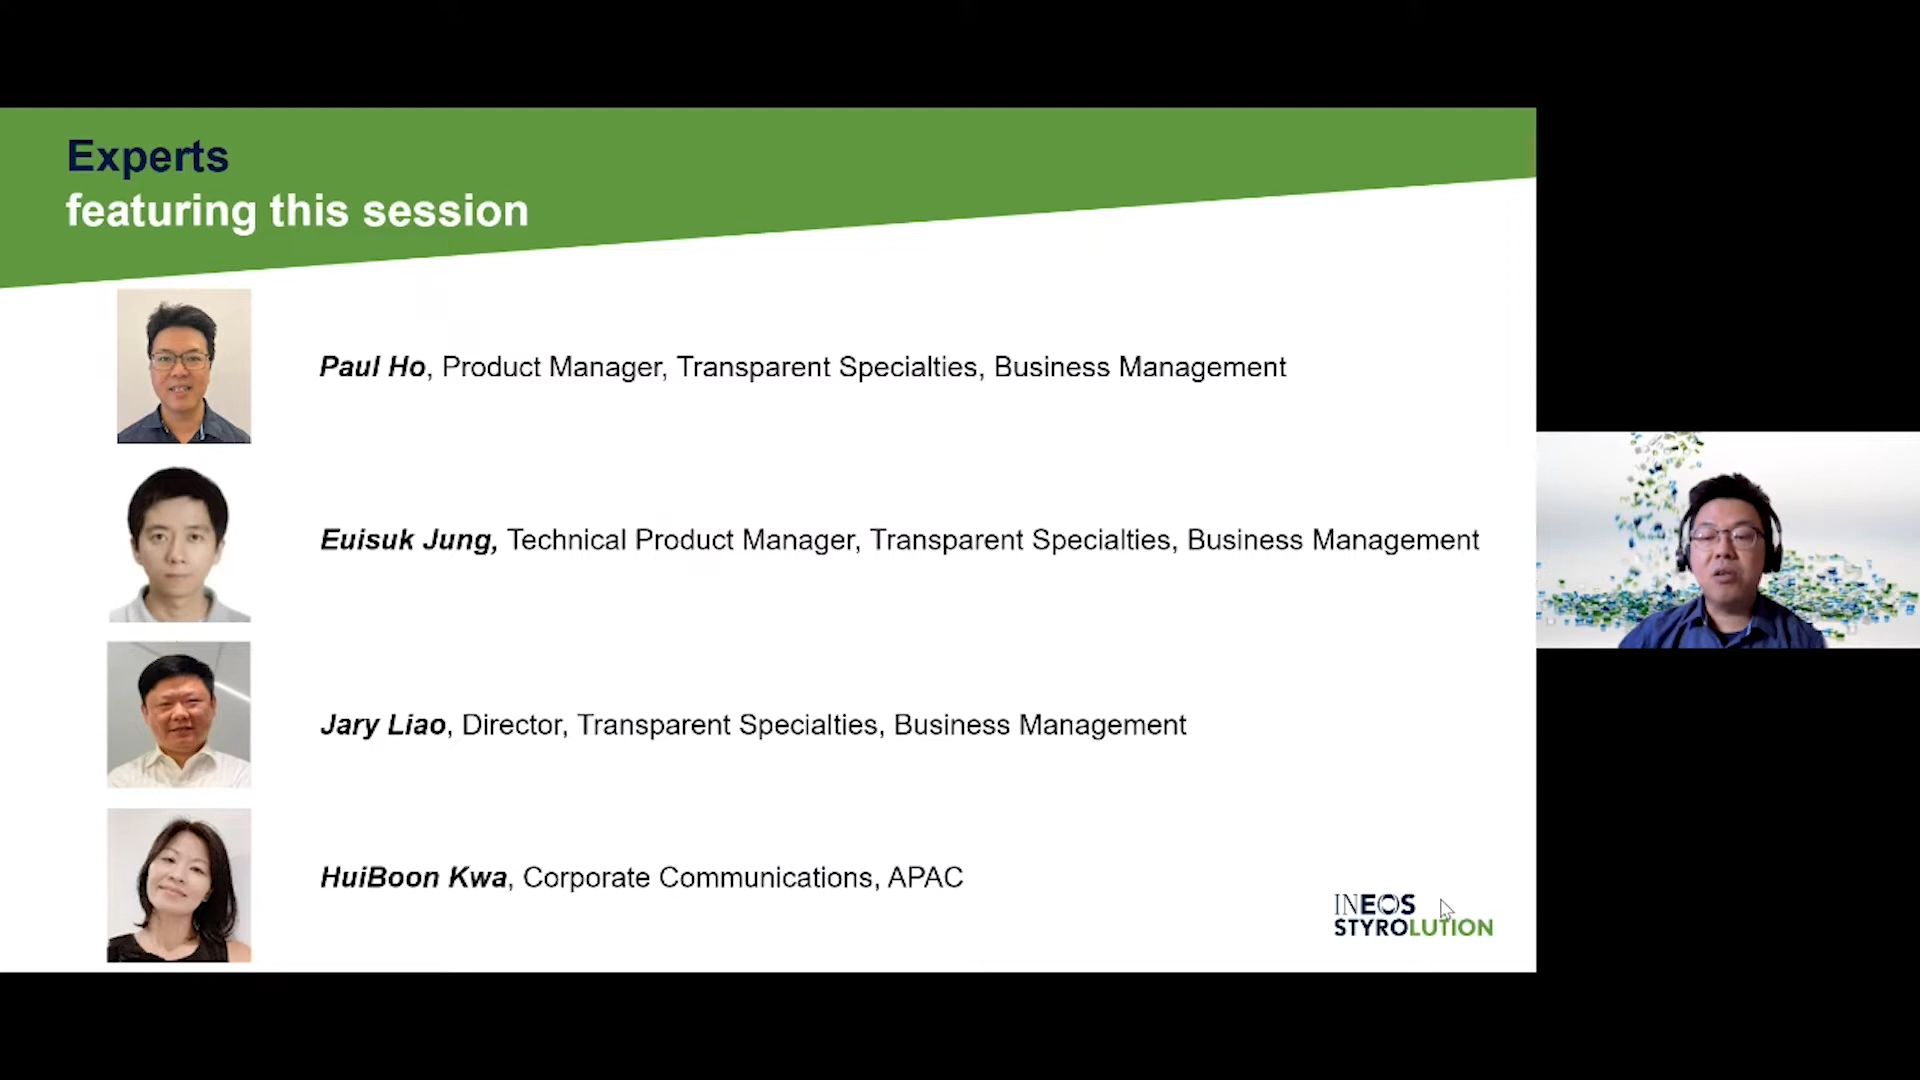 Experts
featuring this session
Paul Ho, Product Manager, Transparent Specialties, Business Management
Euisuk Jung, Technical Product Manager, Transparent Specialties, Business Management
Jary Liao, Director, Transparent Specialties, Business Management
HuiBoon Kwa, Corporate Communications, APAC
INEOS
STYROLUTION